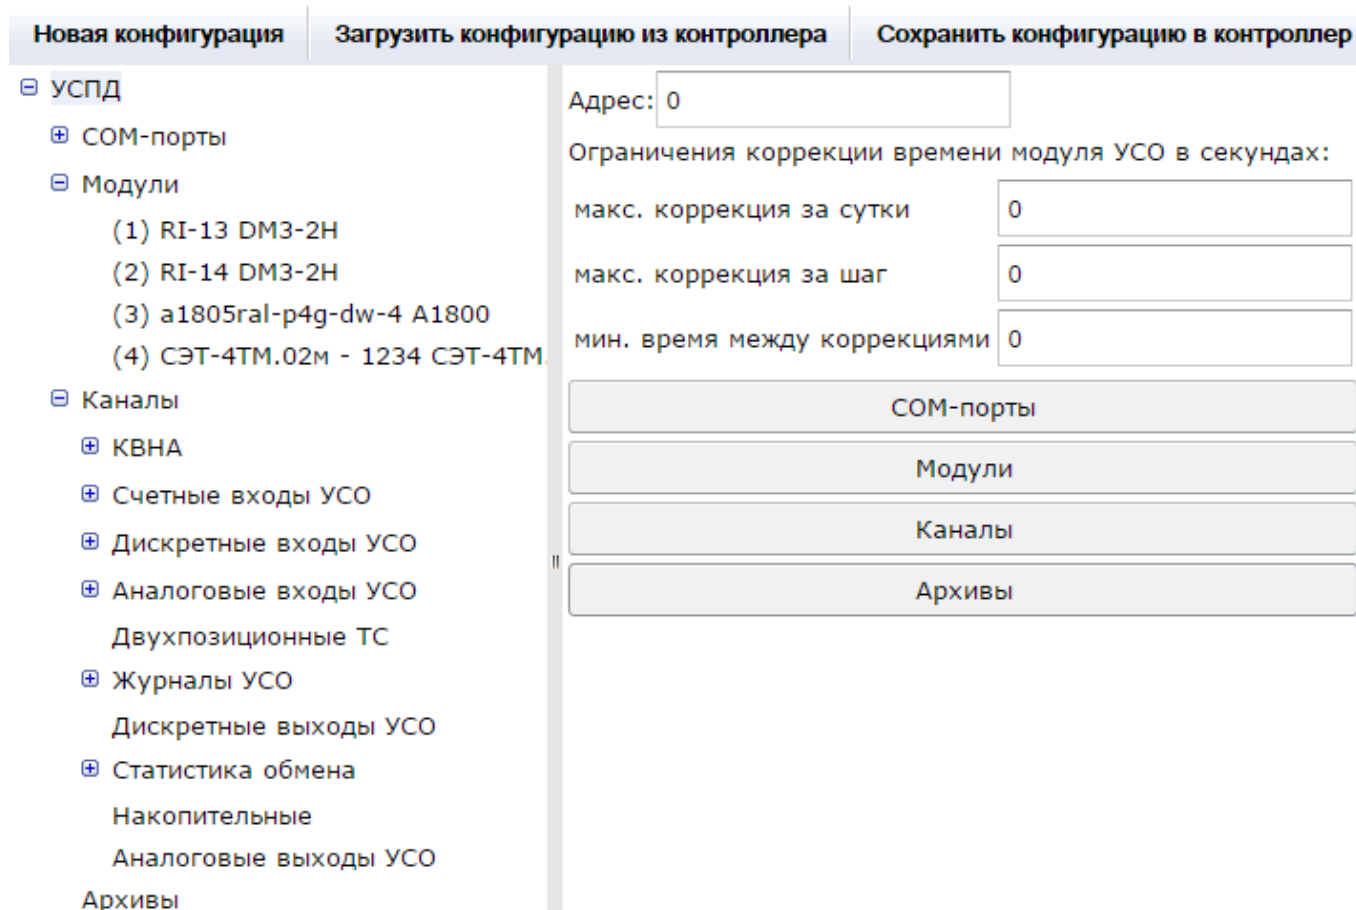 Новая конфигурация
Загрузить конфигурацию из контроллера
Сохранить конфигурацию в контроллер
УСПД
COM-порты
Модули
(1) RI-13 DM3-2H
(2) RI-14 DM3-2H
(3) a1805ral-p4g-dw-4 A1800
(4) СЭТ-4ТМ.02м - 1234 СЭТ-4ТМ.
Каналы
КВНА
Счетные входы УСО
Дискретные входы УСО
Аналоговые входы УСО
Двухпозиционные ТС
Журналы УСО
Дискретные выходы УСО
Статистика обмена
Накопительные
Аналоговые выходы УСО
Архивы
Адрес: 0
Ограничения коррекции времени модуля УСО в секундах:
макс. коррекция за сутки 0
макс. коррекция за шаг 0
мин. время между коррекциями 0
COM-порты
Модули
Каналы
Архивы